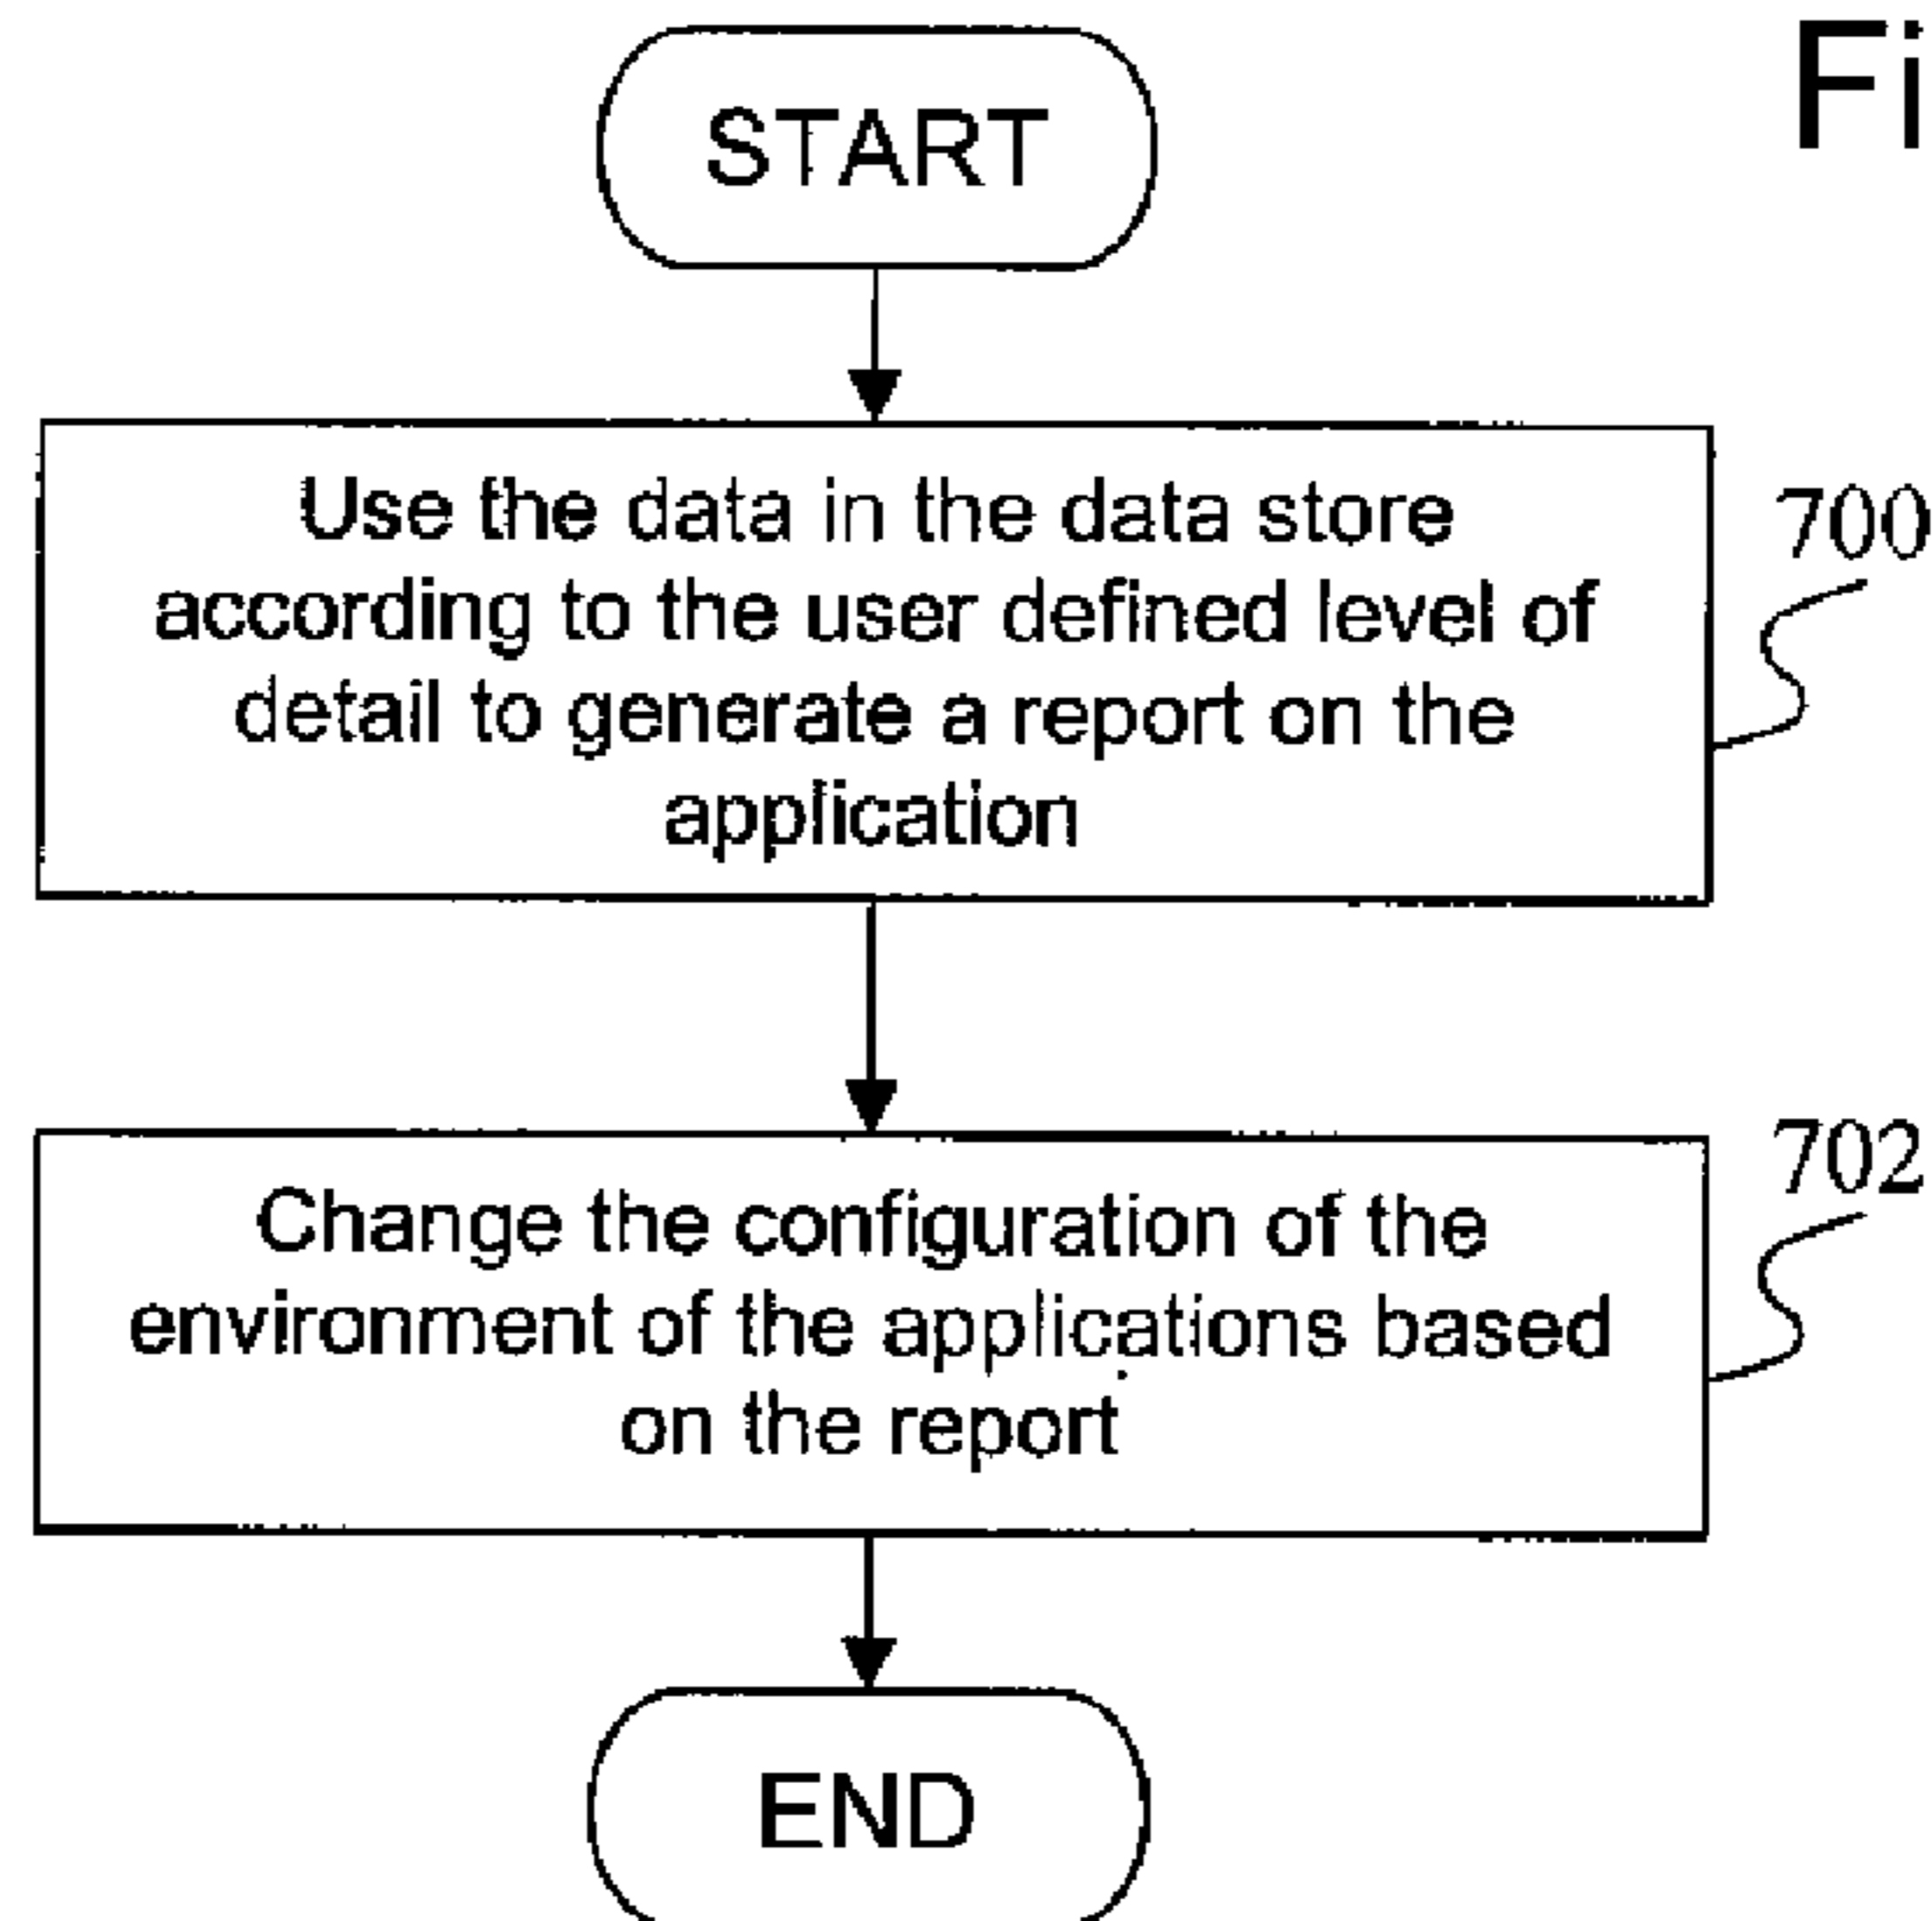 Fi
START
Use the data in the data store
according to the user defined level of
detail to generate a report on the
application
700
Change the configuration of the
environment of the applications based
on the report
702
END